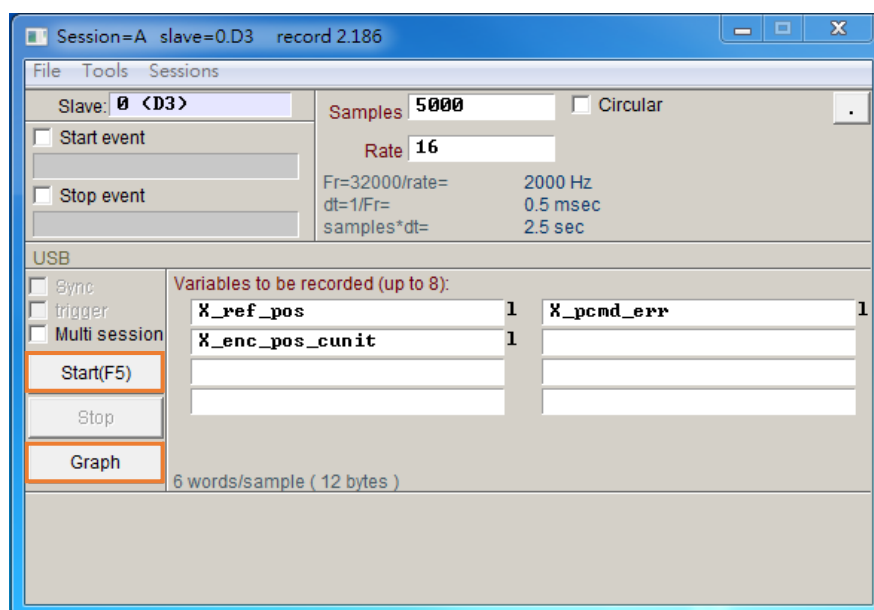 Session=A slave=0.D3 record 2.186
File Tools Sessions
Slave: 0 (D3)
Start event
Stop event
Samples 5000
Circular
.
Rate 16
Fr=32000/rate= 2000 Hz
dt=1/Fr= 0.5 msec
samples*dt= 2.5 sec
USB
Sync
trigger
Multi session
Start(F5)
Stop
Graph
Variables to be recorded (up to 8):
X_ref_pos l X_pcmd_err l
X_enc_pos_cunit l
6 words/sample ( 12 bytes )